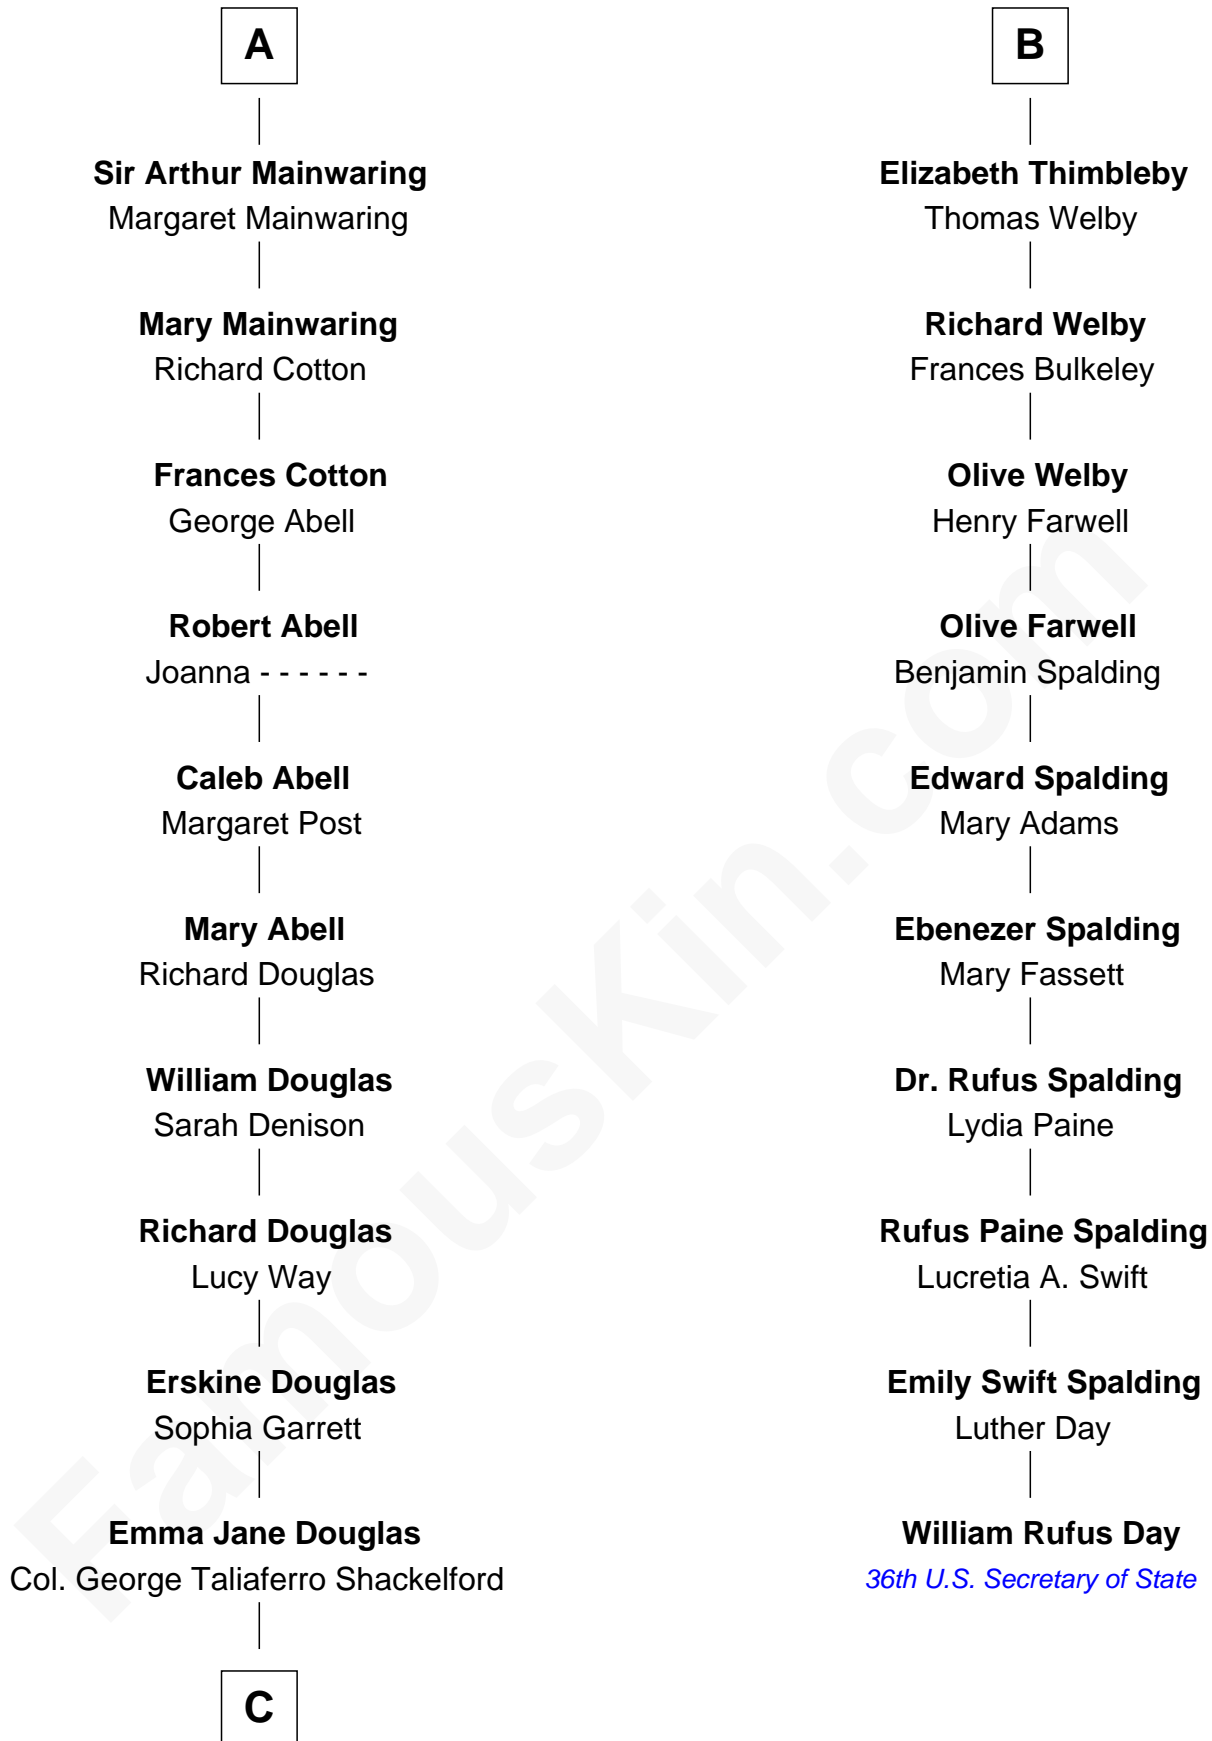 A
Sir Arthur Mainwaring
Margaret Mainwaring
Mary Mainwaring
Richard Cotton
Frances Cotton
George Abell
Robert Abell
Joanna - - - - - -
Caleb Abell
Margaret Post
Mary Abell
Richard Douglas
William Douglas
Sarah Denison
Richard Douglas
Lucy Way
Erskine Douglas
Sophia Garrett
Emma Jane Douglas
Col. George Taliaferro Shackelford
C
B
Elizabeth Thimbleby
Thomas Welby
Richard Welby
Frances Bulkeley
Olive Welby
Henry Farwell
Olive Farwell
Benjamin Spalding
Edward Spalding
Mary Adams
Ebenezer Spalding
Mary Fassett
Dr. Rufus Spalding
Lydia Paine
Rufus Paine Spalding
Lucretia A. Swift
Emily Swift Spalding
Luther Day
William Rufus Day
36th U.S. Secretary of State
FamousKin.com